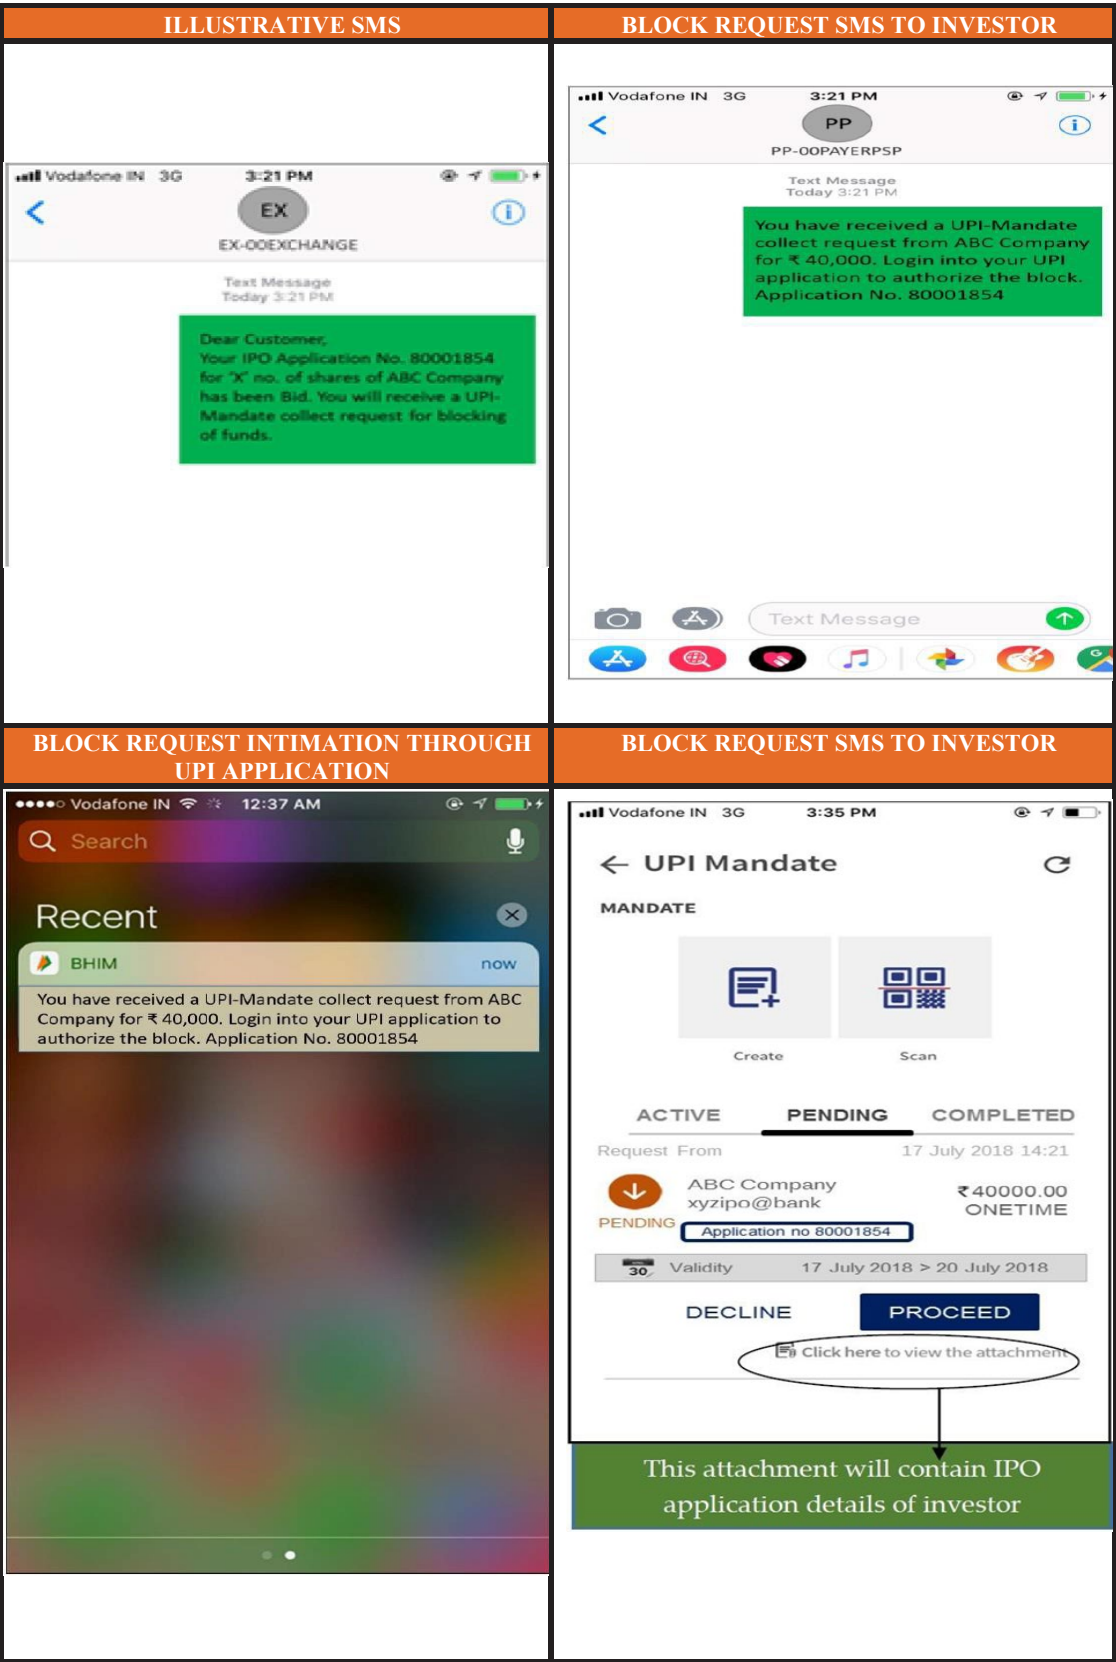 ILLUSTRATIVE SMS
BLOCK REQUEST SMS TO INVESTOR
Vodafone IN 3G 3:21 PM
EX
EX-00EXCHANGE
Text Message
Today 3:21 PM
Dear Customer,
Your IPO Application No. 80001854
for "X" no. of shares of ABC Company
has been Bid. You will receive a UPI-
Mandate collect request for blocking
of funds.
Vodafone IN 3G 3:21 PM
PP
PP-00PAYERPSP
Text Message
Today 3:21 PM
You have received a UPI-Mandate
collect request from ABC Company
for ₹ 40,000. Login into your UPI
application to authorize the block.
Application No. 80001854
Text Message
BLOCK REQUEST INTIMATION THROUGH
UPI APPLICATION
BLOCK REQUEST SMS TO INVESTOR
Vodafone IN 12:37 AM
Search
Recent
BHIM now
You have received a UPI-Mandate collect request from ABC
Company for ₹ 40,000. Login into your UPI application to
authorize the block. Application No. 80001854
Vodafone IN 3G 3:35 PM
UPI Mandate
MANDATE
Create Scan
ACTIVE PENDING COMPLETED
Request From 17 July 2018 14:21
ABC Company ₹40000.00
xyzipo@bank ONETIME
PENDING
Application no 80001854
30 Validity 17 July 2018 > 20 July 2018
DECLINE PROCEED
Click here to view the attachment
This attachment will contain IPO
application details of investor